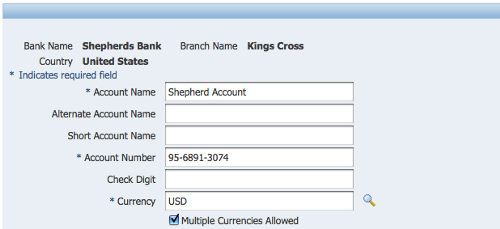 Bank Name Shepherds Bank Branch Name Kings Cross
Country United States
* Indicates required field
* Account Name Shepherd Account
Alternate Account Name
Short Account Name
* Account Number 95-6891-3074
Check Digit
* Currency USD
Multiple Currencies Allowed